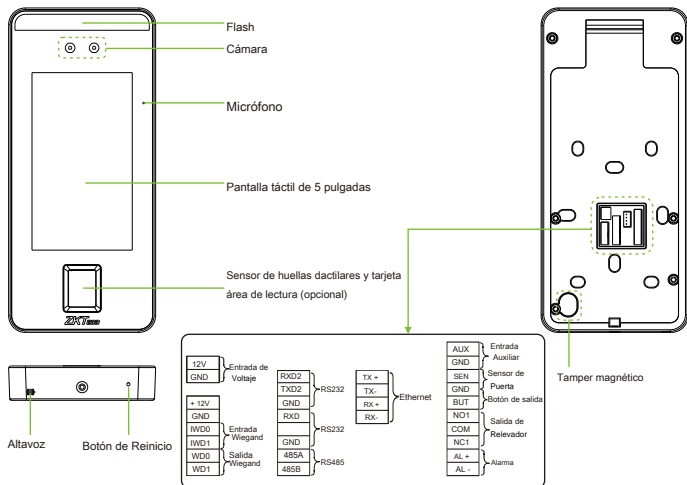 Flash
Cámara
Micrófono
Pantalla táctil de 5 pulgadas
Sensor de huellas dactilares y tarjeta
área de lectura (opcional)
ZKTeco
Altavoz
Botón de Reinicio
Tamper magnético
12V
GND
Entrada de
Voltaje
+ 12V
GND
IWD0
IWD1
Entrada
Wiegand
WD0
WD1
Salida
Wiegand
RXD2
TXD2
GND
RS232
RXD
GND
RS232
485A
485B
RS485
TX +
TX-
RX +
RX-
Ethernet
AUX
GND
Entrada
Auxiliar
SEN
GND
BUT
Sensor de
Puerta
Botón de salida
NO1
COM
NC1
Salida de
Relevador
AL +
AL -
Alarma